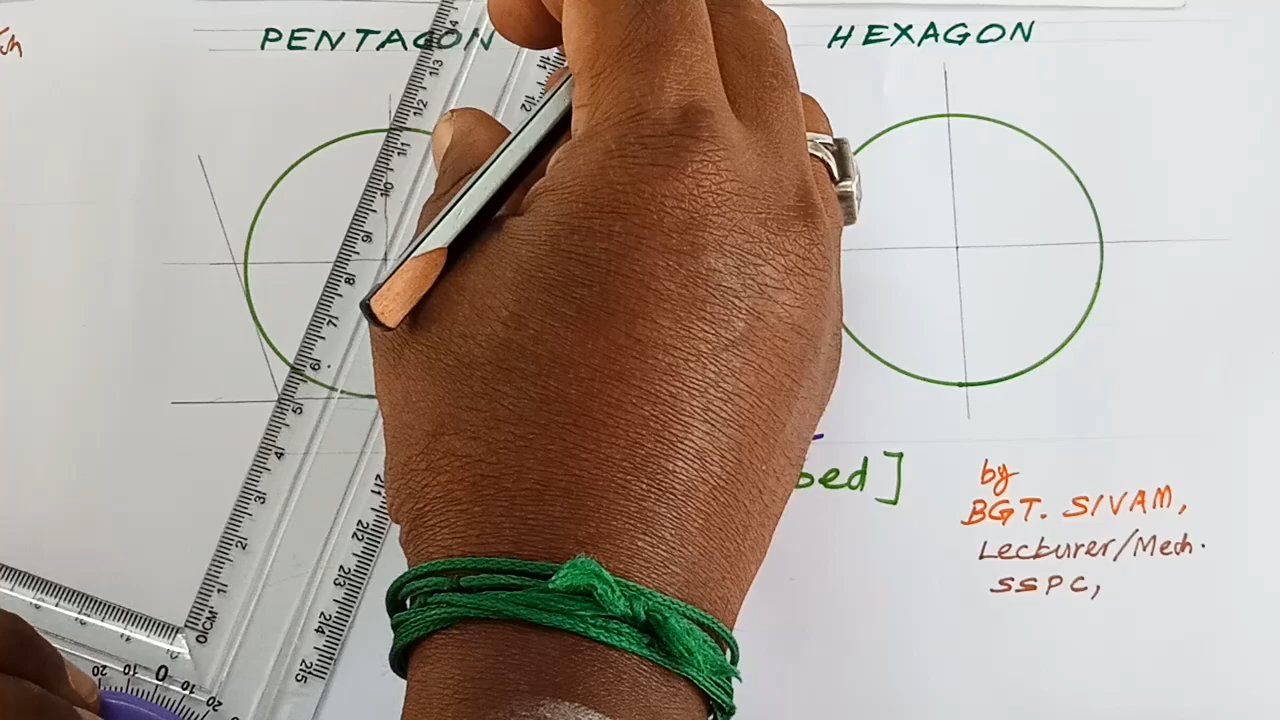 PENTAGON
HEXAGON
bed]
by
BGT. SIVAM,
Lecturer/Mech.
SSPC,